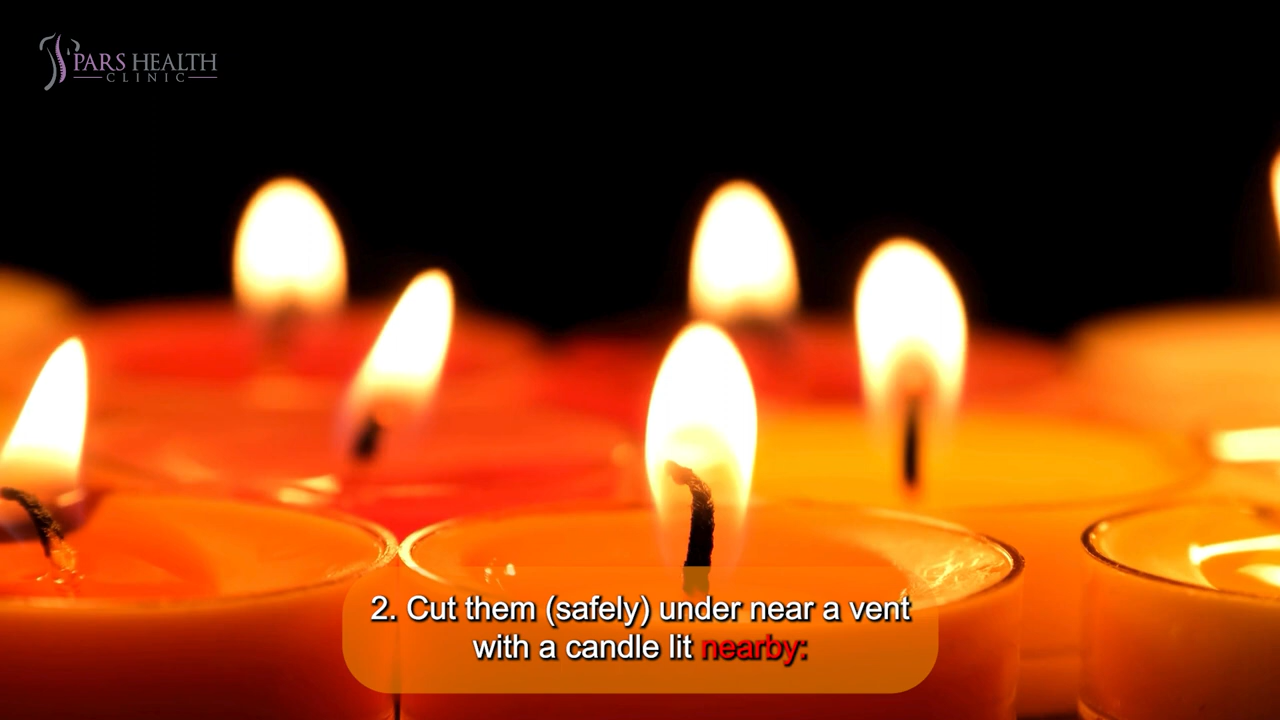 PARS HEALTH
CLINIC
2. Cut them (safely) under near a vent
with a candle lit nearby: